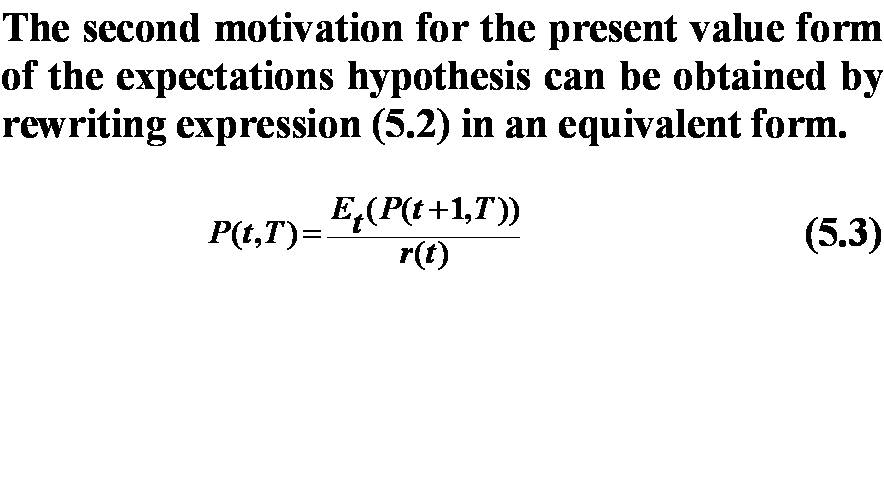 The second motivation for the present value form
of the expectations hypothesis can be obtained by
rewriting expression (5.2) in an equivalent form.
P(t,T)=E_t(P(t+1,T))/r(t) (5.3)